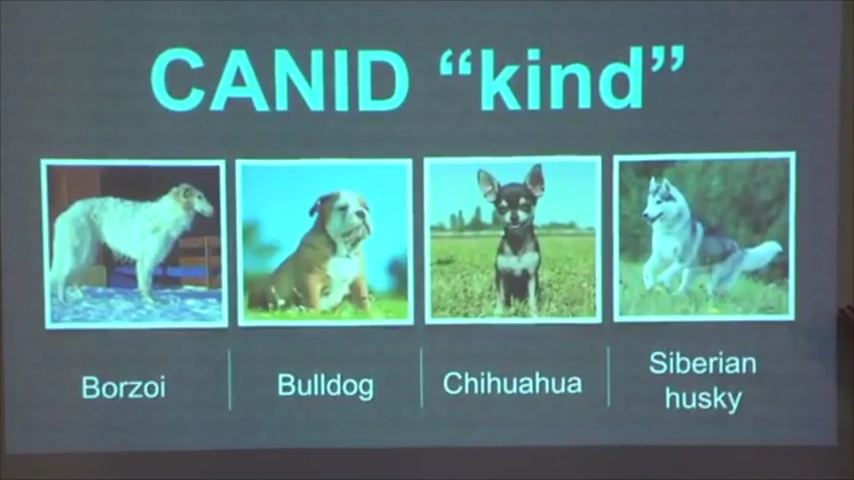 CANID “kind”
Borzoi
Bulldog
Chihuahua
Siberian
husky